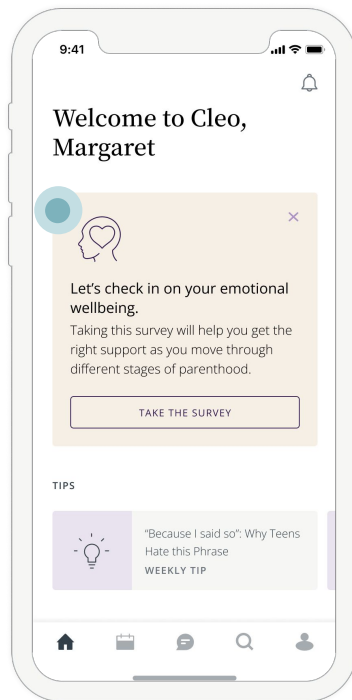 9:41
Welcome to Cleo,
Margaret
Let’s check in on your emotional
wellbeing.
Taking this survey will help you get the
right support as you move through
different stages of parenthood.
TAKE THE SURVEY
TIPS
“Because I said so”: Why Teens
Hate this Phrase
WEEKLY TIP